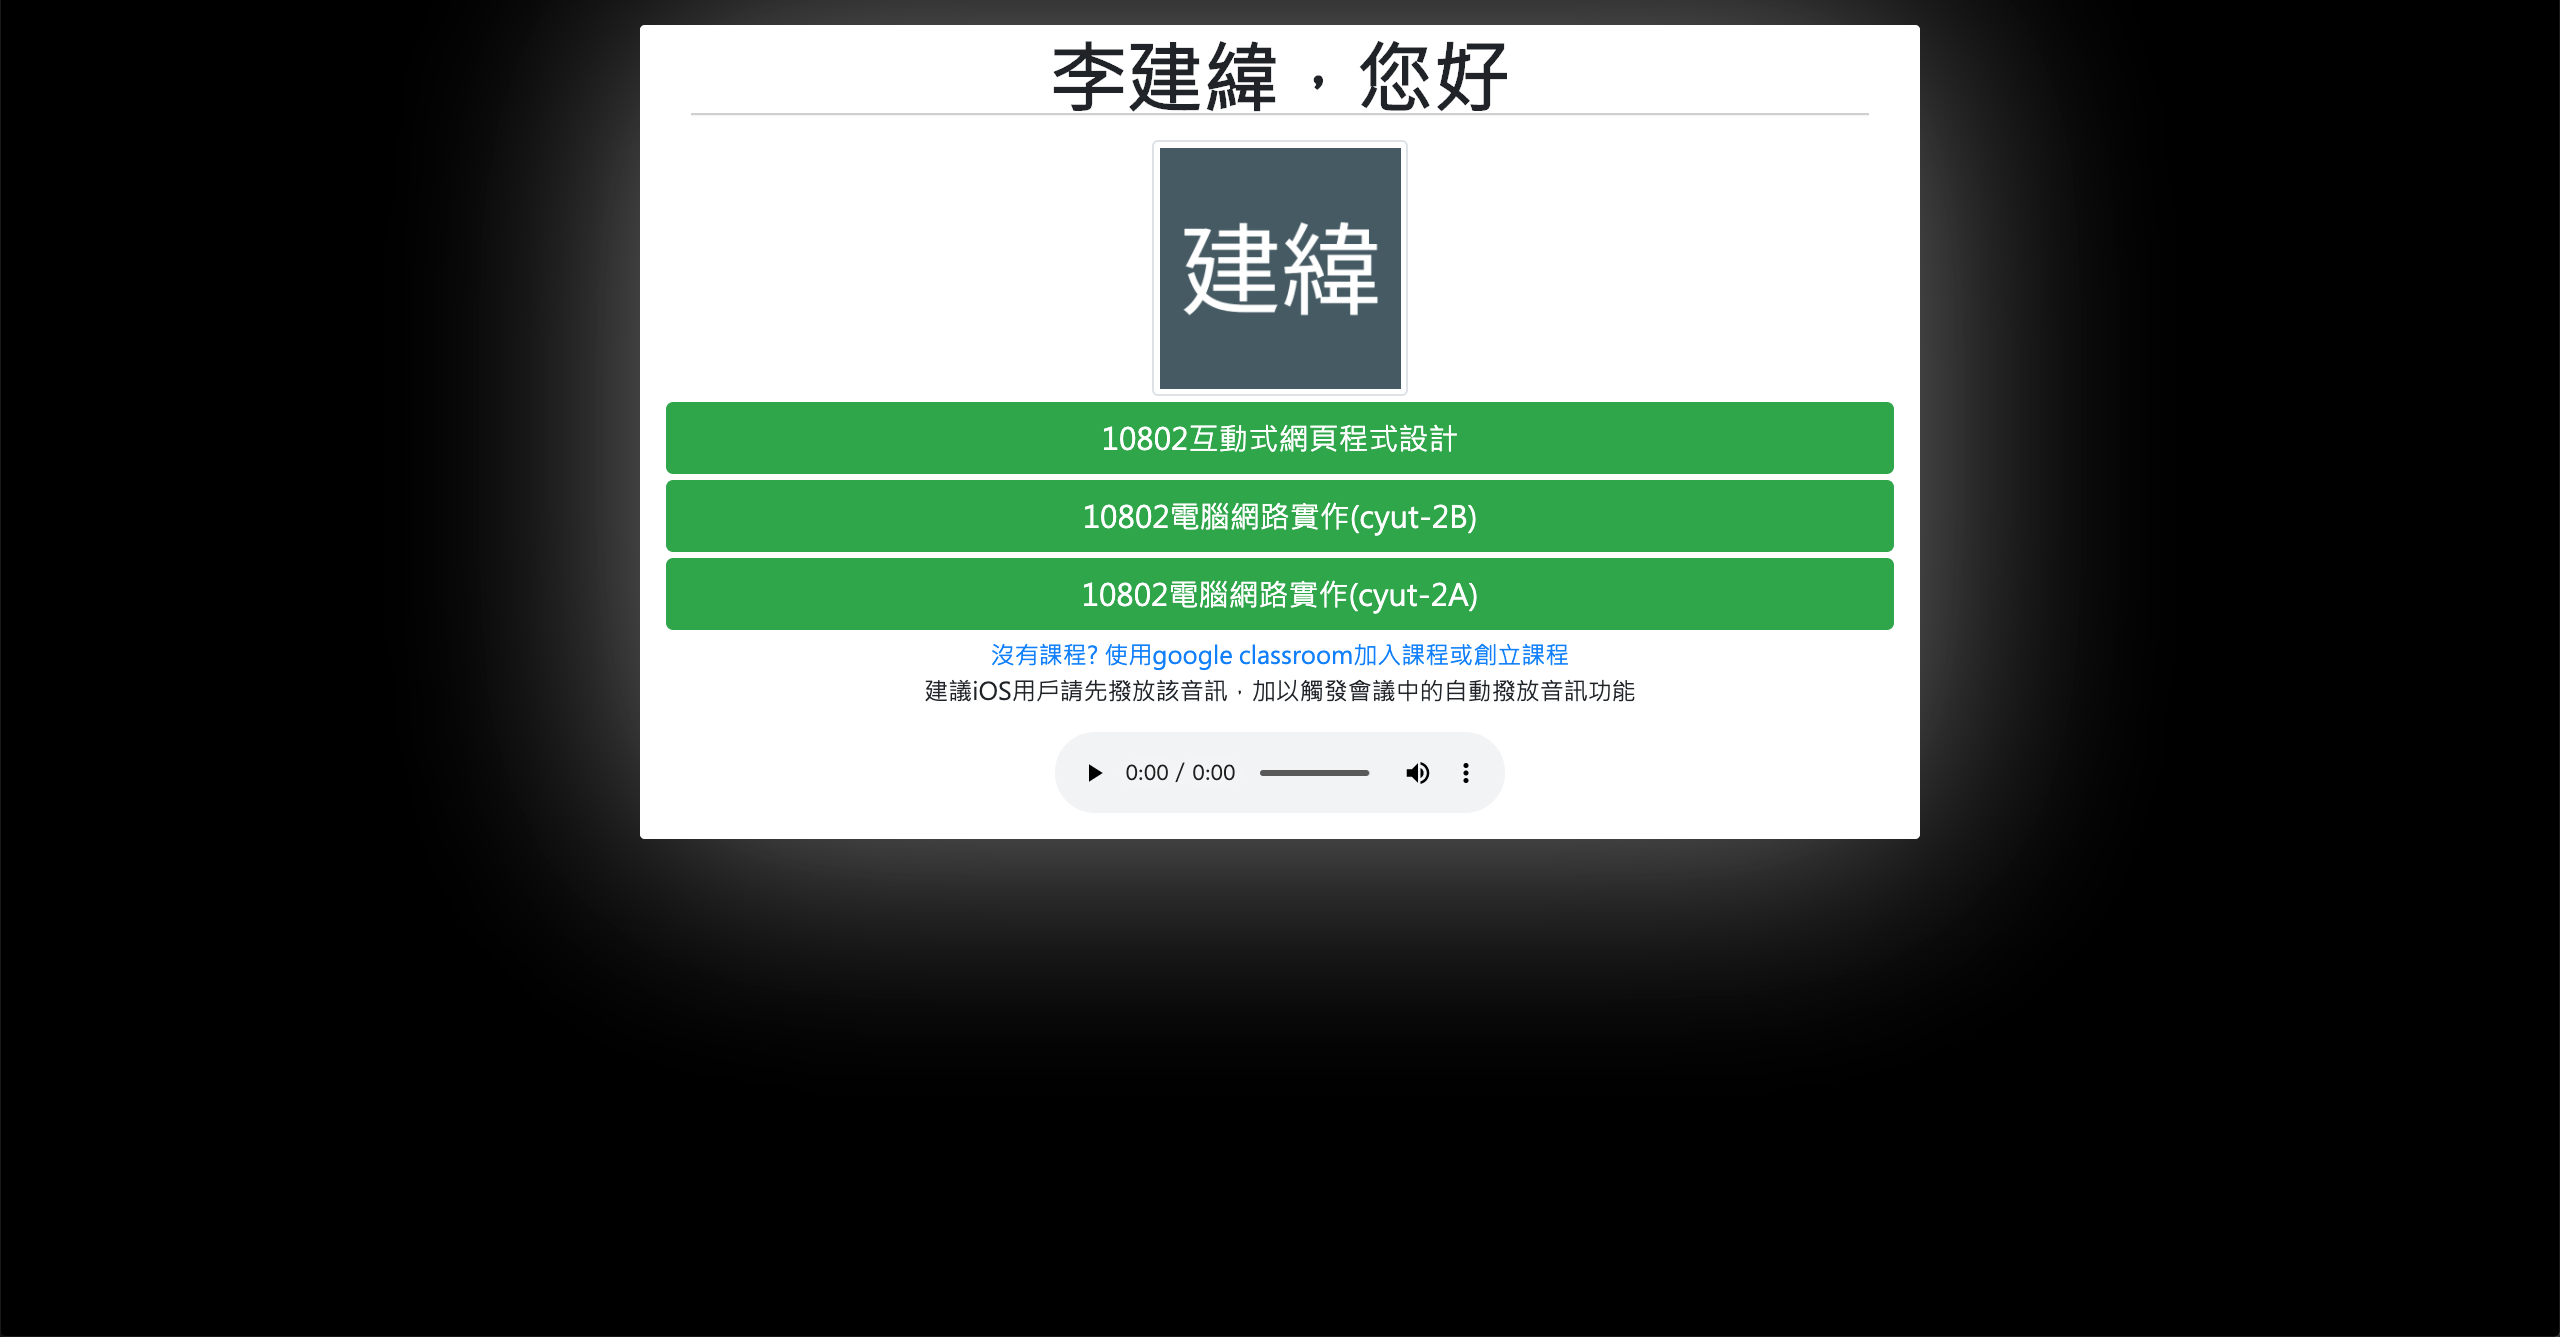 李建緯，您好
建緯
10802互動式網頁程式設計
10802電腦網路實作(cyut-2B)
10802電腦網路實作(cyut-2A)
沒有課程? 使用google classroom加入課程或創立課程
建議iOS用戶請先撥放該音訊，加以觸發會議中的自動撥放音訊功能
0:00 / 0:00